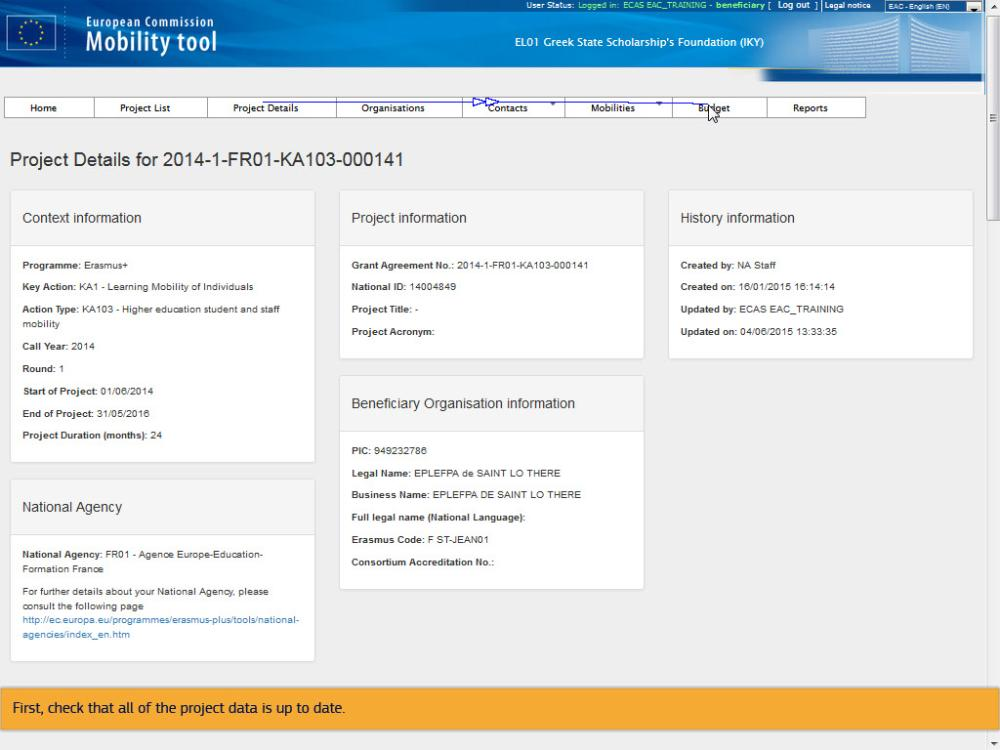 User Status: Logged in: ECAS EAC_TRAINING - beneficiary [ Log out ] Legal notice EAC - English (EN)
European Commission
Mobility tool
EL01 Greek State Scholarship's Foundation (IKY)
Home Project List Project Details Organisations Contacts Mobilities Budget Reports
Project Details for 2014-1-FR01-KA103-000141
Context information
Programme: Erasmus+
Key Action: KA1 - Learning Mobility of Individuals
Action Type: KA103 - Higher education student and staff
mobility
Call Year: 2014
Round: 1
Start of Project: 01/06/2014
End of Project: 31/05/2016
Project Duration (months): 24
National Agency
National Agency: FR01 - Agence Europe-Education-
Formation France
For further details about your National Agency, please
consult the following page
http://ec.europa.eu/programmes/erasmus-plus/tools/national-
agencies/index_en.htm
Project information
Grant Agreement No.: 2014-1-FR01-KA103-000141
National ID: 14004849
Project Title: -
Project Acronym:
Beneficiary Organisation information
PIC: 949232786
Legal Name: EPLEFPA de SAINT LO THERE
Business Name: EPLEFPA DE SAINT LO THERE
Full legal name (National Language):
Erasmus Code: F ST-JEAN01
Consortium Accreditation No.:
History information
Created by: NA Staff
Created on: 16/01/2015 16:14:14
Updated by: ECAS EAC_TRAINING
Updated on: 04/06/2015 13:33:35
First, check that all of the project data is up to date.